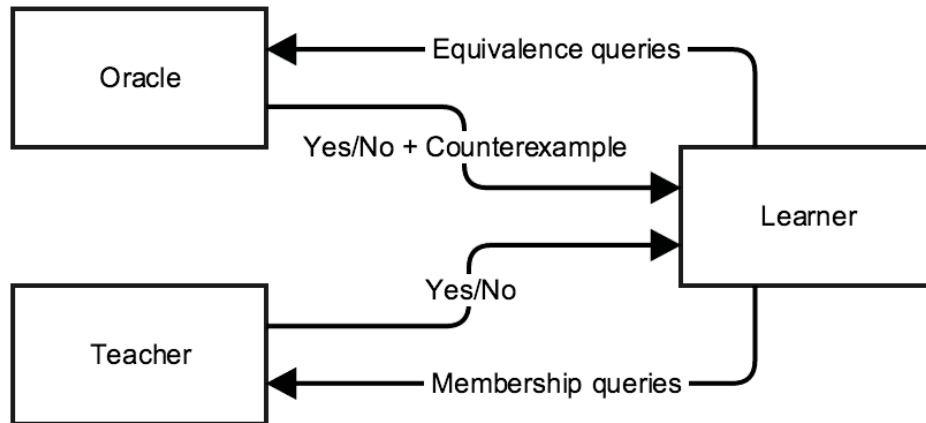 Oracle
Equivalence queries
Yes/No + Counterexample
Learner
Yes/No
Teacher
Membership queries